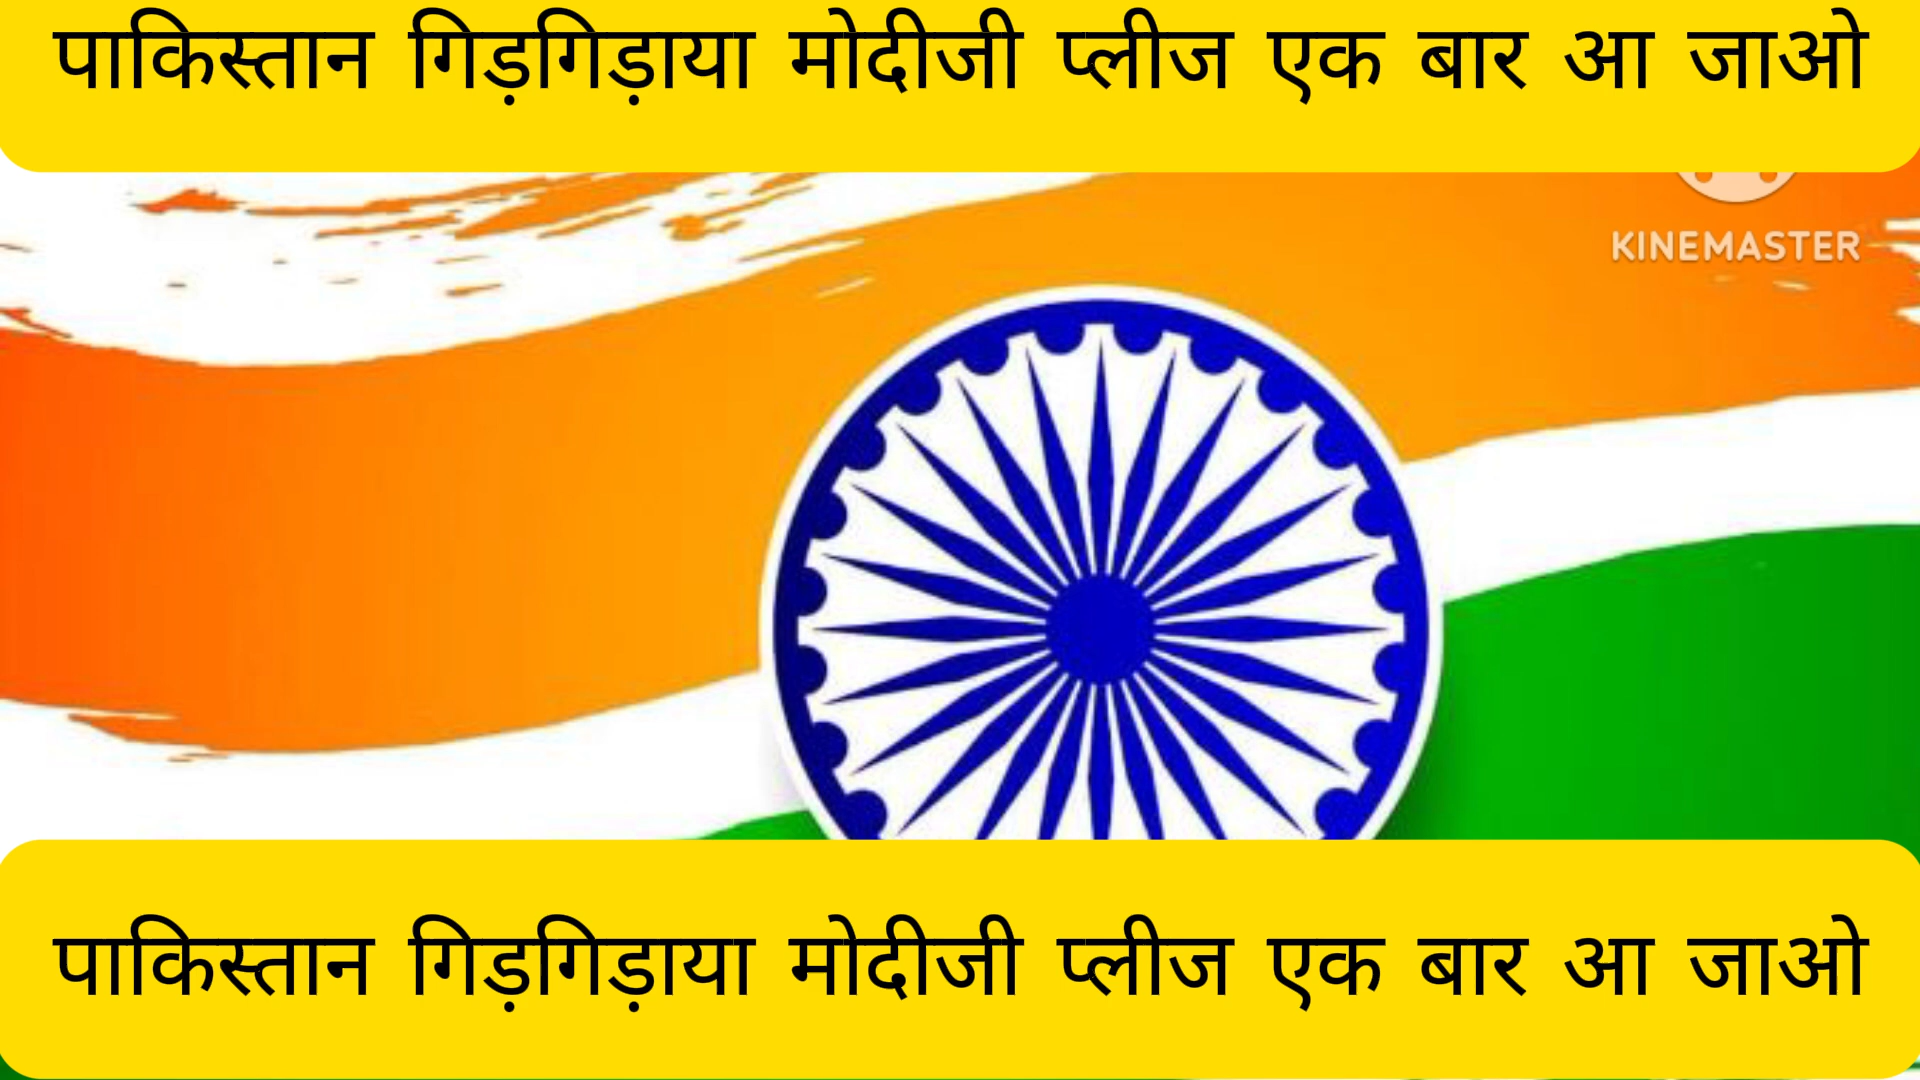 पाकिस्तान गिड़गिड़ाया मोदीजी प्लीज एक बार आ जाओ
KINEMASTER
पाकिस्तान गिड़गिड़ाया मोदीजी प्लीज एक बार आ जाओ